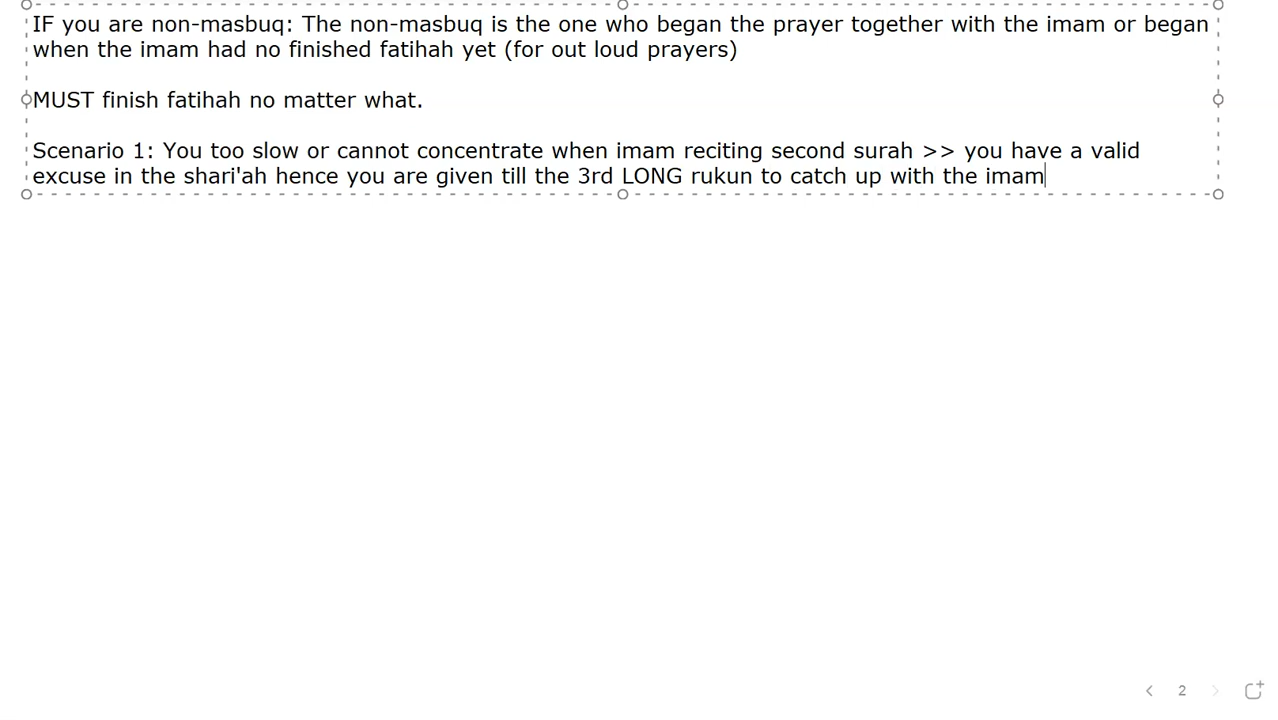 IF you are non-masbuq: The non-masbuq is the one who began the prayer together with the imam or began
when the imam had no finished fatihah yet (for out loud prayers)
MUST finish fatihah no matter what.
Scenario 1: You too slow or cannot concentrate when imam reciting second surah >> you have a valid
excuse in the shari'ah hence you are given till the 3rd LONG rukun to catch up with the imam
2